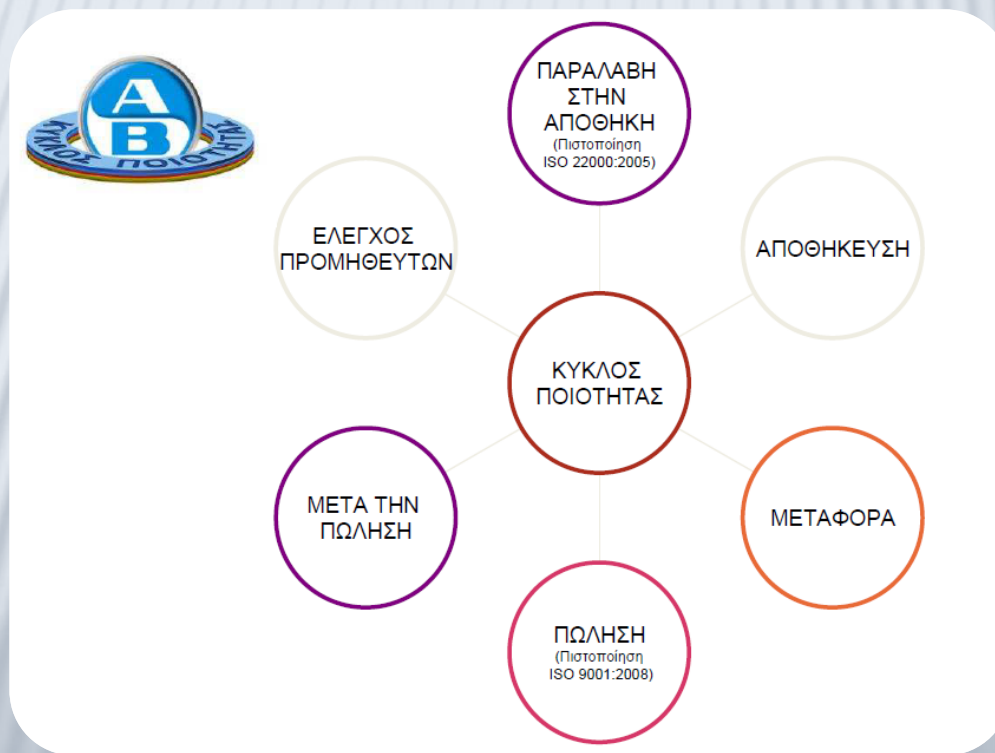 ΑΒ
ΚΥΚΛΟΣ ΠΟΙΟΤΗΤΑΣ
ΠΑΡΑΛΑΒΗ
ΣΤΗΝ
ΑΠΟΘΗΚΗ
(Πιστοποίηση
ISO 22000:2005)
ΕΛΕΓΧΟΣ
ΠΡΟΜΗΘΕΥΤΩΝ
ΑΠΟΘΗΚΕΥΣΗ
ΚΥΚΛΟΣ
ΠΟΙΟΤΗΤΑΣ
ΜΕΤΑ ΤΗΝ
ΠΩΛΗΣΗ
ΜΕΤΑΦΟΡΑ
ΠΩΛΗΣΗ
(Πιστοποίηση
ISO 9001:2008)